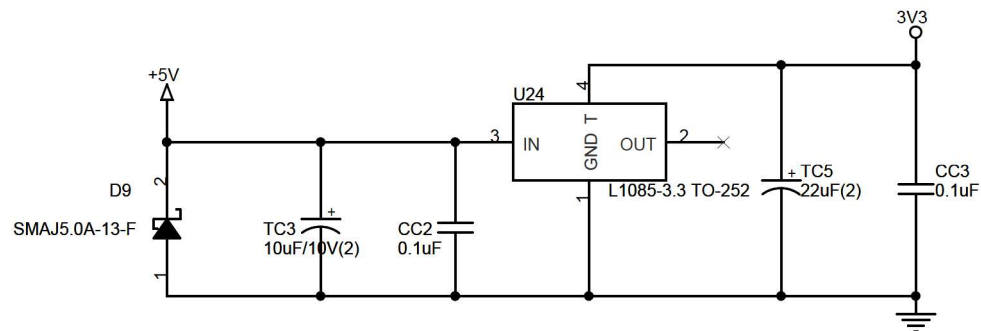 3V3
+5V
U24
4
3
IN
GND T
OUT
2
1
L1085-3.3 TO-252
D9
2
SMAJ5.0A-13-F
1
TC3
+
10uF/10V(2)
CC2
0.1uF
+
TC5
22uF(2)
CC3
0.1uF